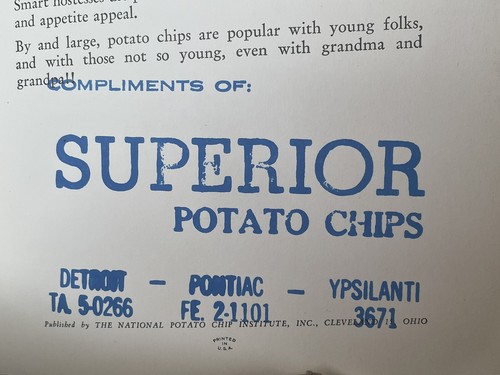 Smart hostesses
and appetite appeal.
By and large, potato chips are popular with young folks,
and with those not so young, even with grandma and
grandpa!!
COMPLIMENTS OF:
SUPERIOR
POTATO CHIPS
DETROIT — PONTIAC — YPSILANTI
TA. 5-0266 FE. 2-1101 3671
Published by THE NATIONAL POTATO CHIP INSTITUTE, INC., CLEVELAND OHIO
PRINTED
IN
U.S.A.